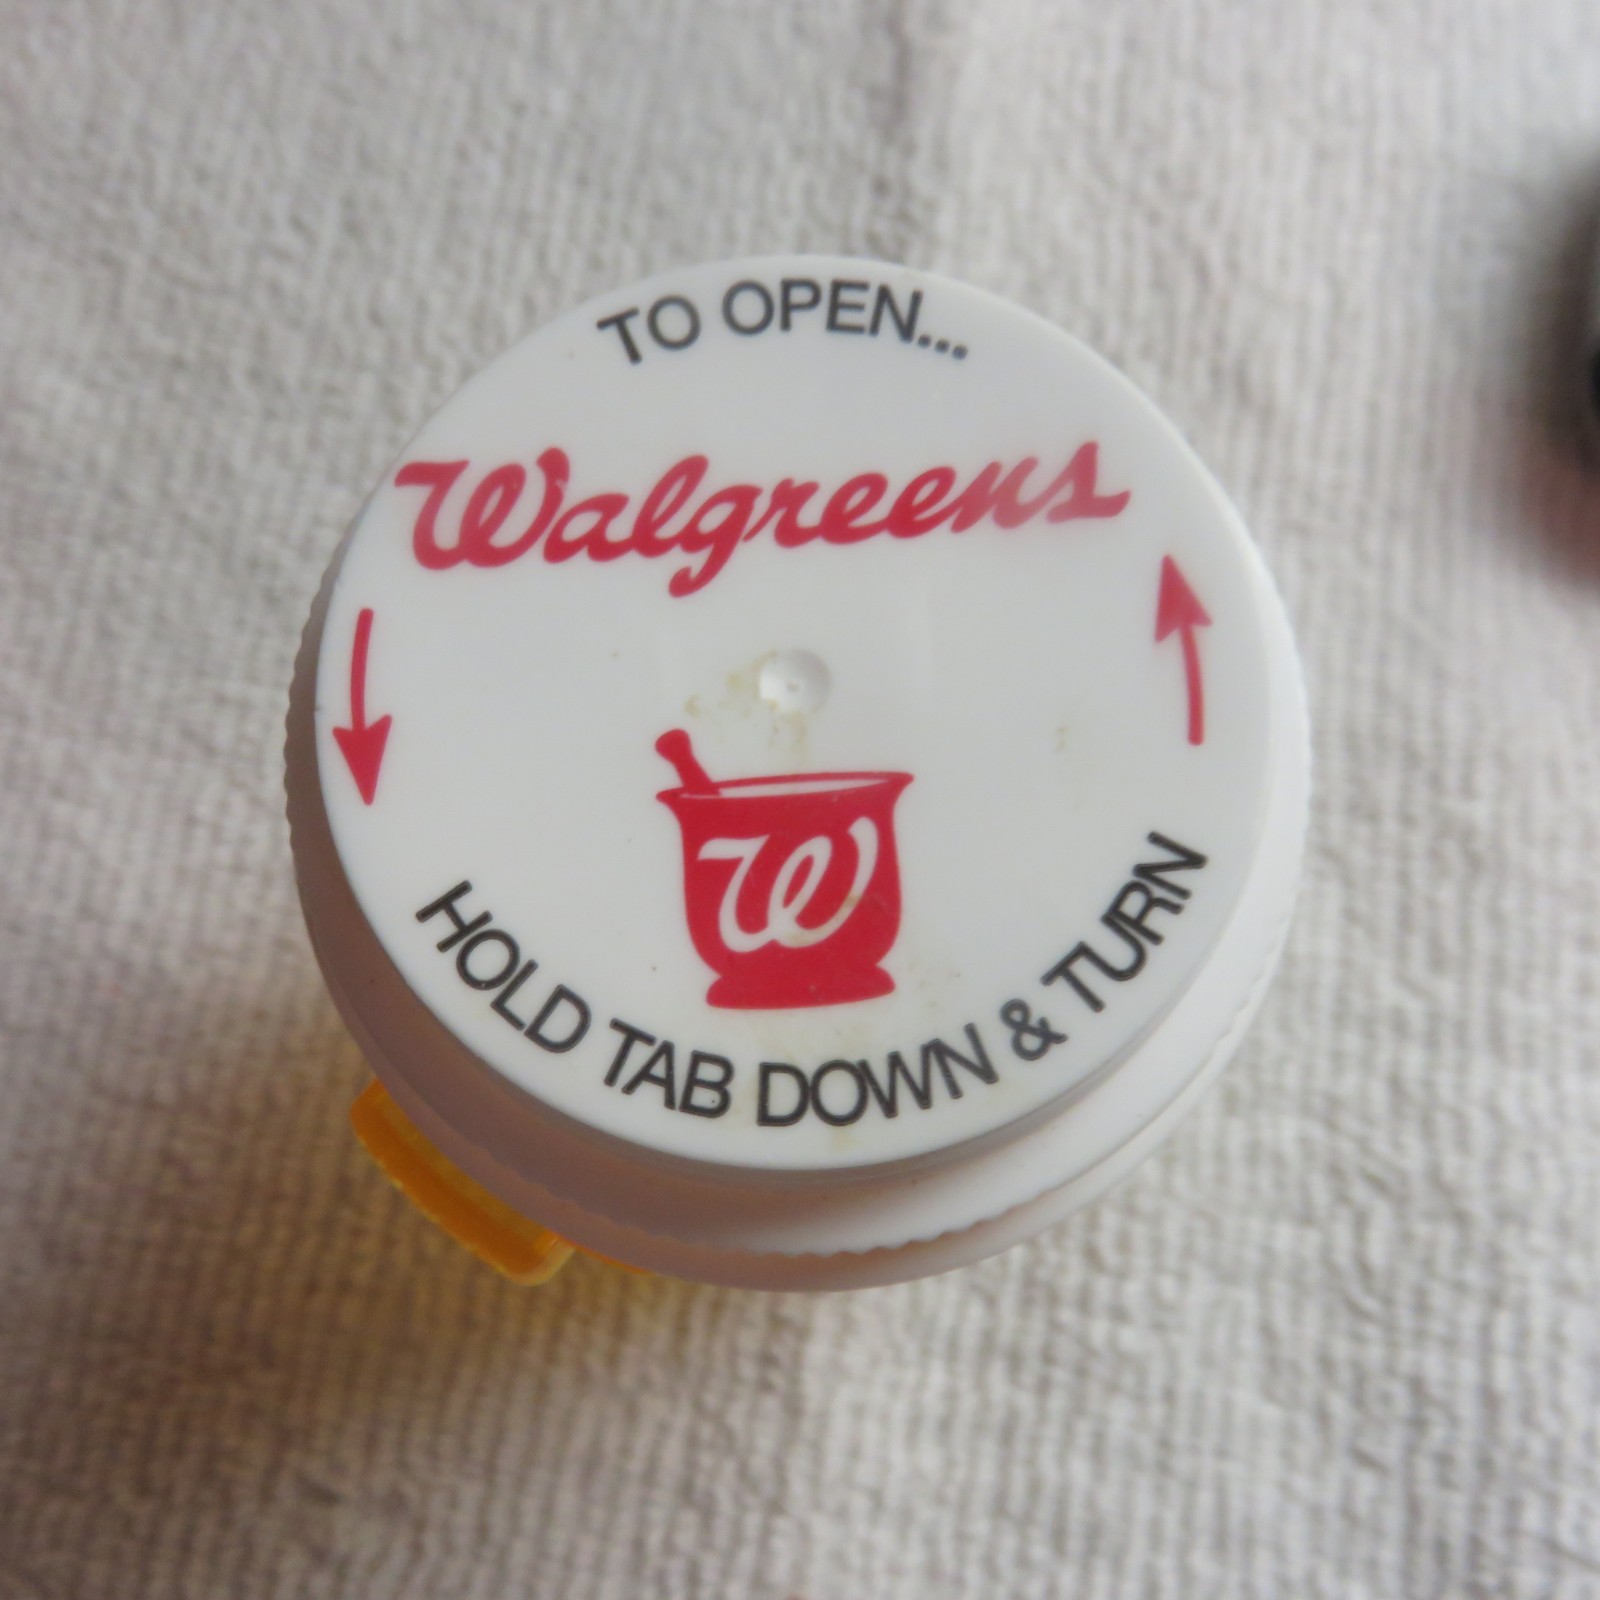 TO OPEN...
Walgreens
W
HOLD TAB DOWN & TURN